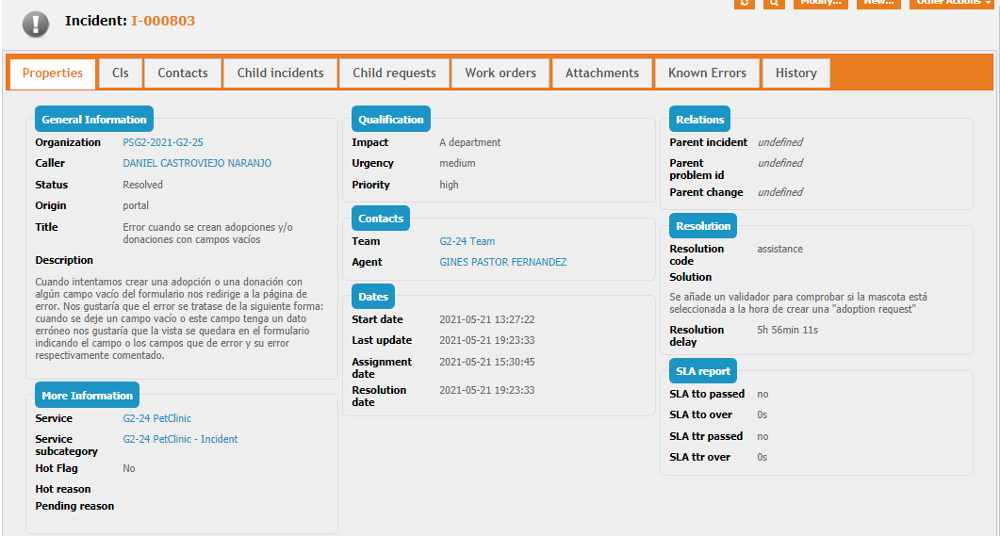 Modify... New... Other Actions
Incident: I-000803
Properties CIs Contacts Child incidents Child requests Work orders Attachments Known Errors History
General Information
Organization PSG2-2021-G2-25
Caller DANIEL CASTROVIEJO NARANJO
Status Resolved
Origin portal
Title Error cuando se crean adopciones y/o
donaciones con campos vacíos
Description
Cuando intentamos crear una adopción o una donación con
algún campo vacío del formulario nos redirige a la página de
error. Nos gustaría que el error se tratase de la siguiente forma:
cuando se deje un campo vacío o este campo tenga un dato
erróneo nos gustaría que la vista se quedara en el formulario
indicando el campo o los campos que de error y su error
respectivamente comentado.
More Information
Service G2-24 PetClinic
Service
subcategory
G2-24 PetClinic - Incident
Hot Flag No
Hot reason
Pending reason
Qualification
Impact A department
Urgency medium
Priority high
Contacts
Team G2-24 Team
Agent GINES PASTOR FERNANDEZ
Dates
Start date 2021-05-21 13:27:22
Last update 2021-05-21 19:23:33
Assignment
date
2021-05-21 15:30:45
Resolution
date
2021-05-21 19:23:33
Relations
Parent incident undefined
Parent
problem id
undefined
Parent change undefined
Resolution
Resolution
code
assistance
Solution
Se añade un validador para comprobar si la mascota está
seleccionada a la hora de crear una "adoption request"
Resolution
delay
5h 56min 11s
SLA report
SLA tto passed no
SLA tto over 0s
SLA ttr passed no
SLA ttr over 0s